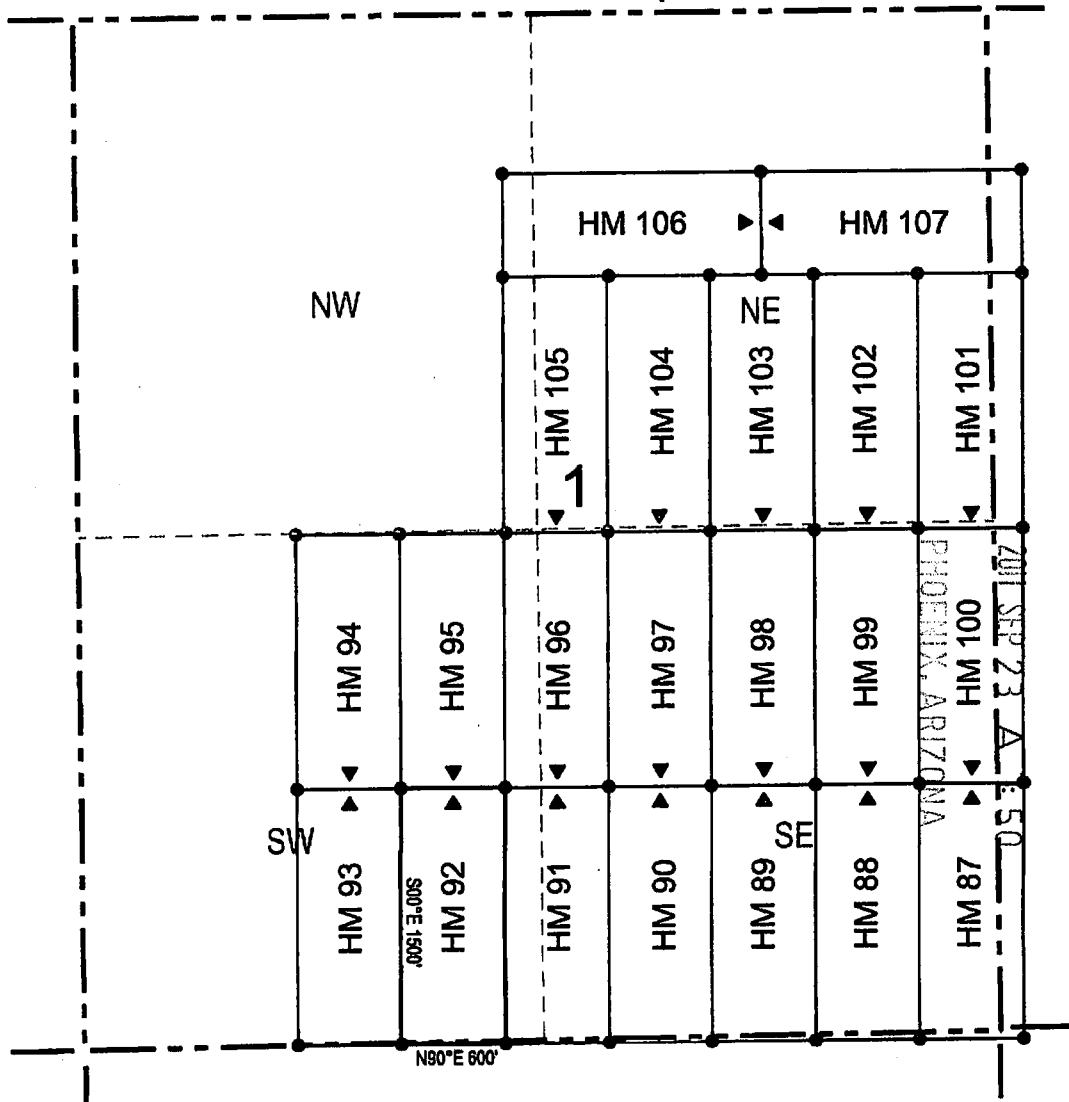 HM 106
HM 107
NW
NE
HM 105
HM 104
HM 103
HM 102
HM 101
1
HM 94
HM 95
HM 96
HM 97
HM 98
HM 99
HM 100
2011 SEP 23 A :50
PHOENIX, ARIZONA
SW
SE
HM 93
S00°E 1500'
HM 92
HM 91
HM 90
HM 89
HM 88
HM 87
N90°E 600'